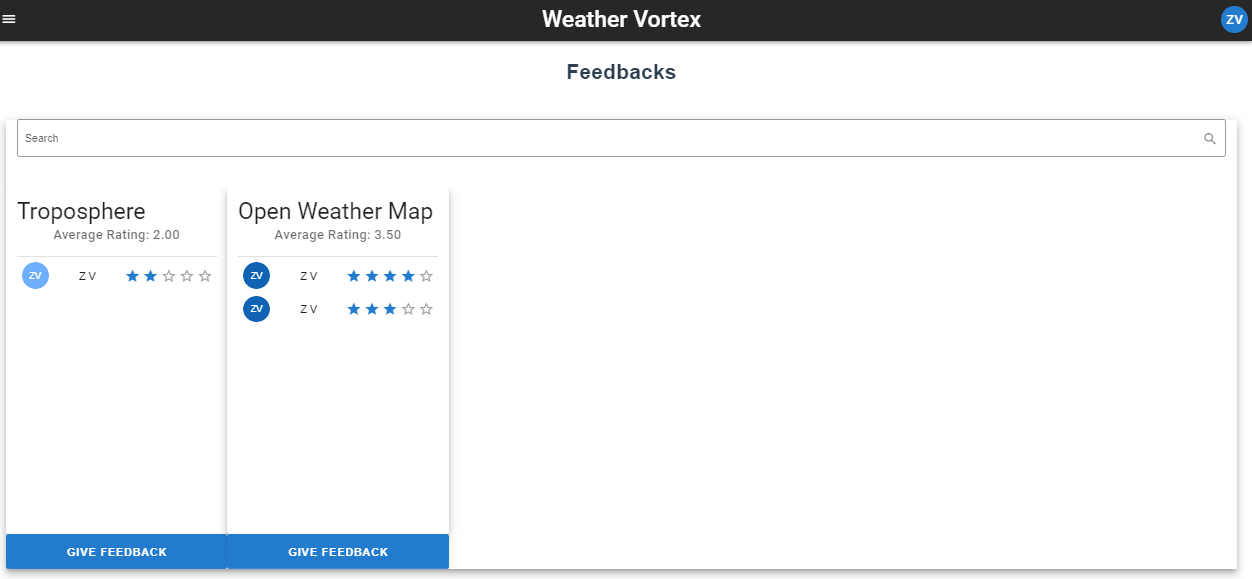 Weather Vortex
ZV
Feedbacks
Search
Troposphere
Average Rating: 2.00
ZV
Z V
GIVE FEEDBACK
Open Weather Map
Average Rating: 3.50
ZV
Z V
ZV
Z V
GIVE FEEDBACK